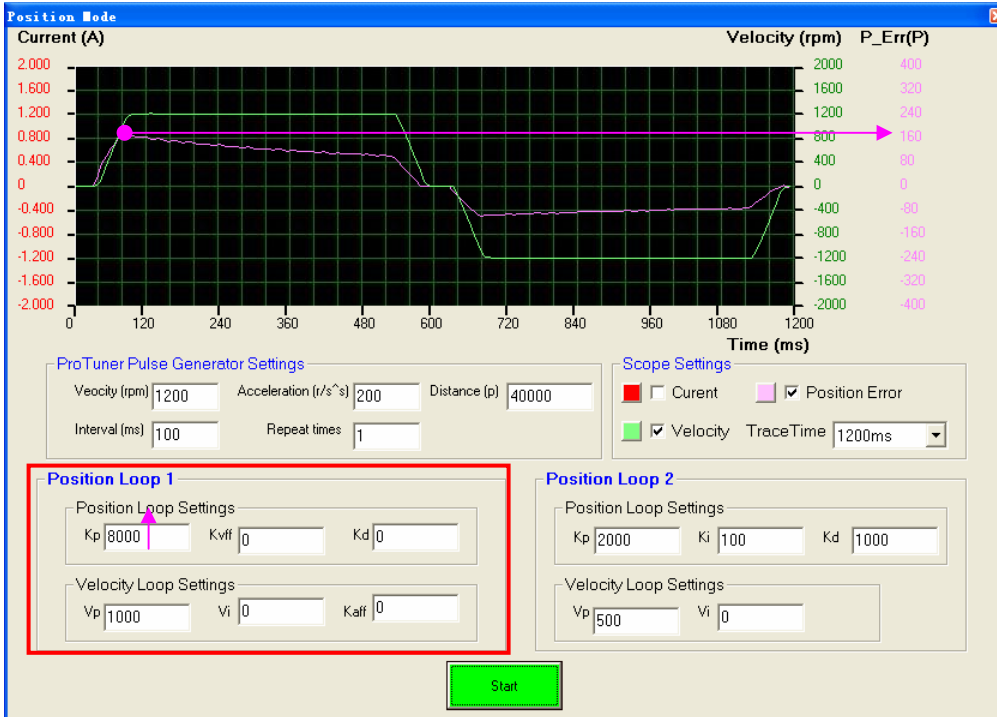 Position Mode
Current (A) Velocity (rpm) P_Err(P)
2.000 2000 400
1.600 1600 320
1.200 1200 240
0.800 800 160
0.400 400 80
0 0 0
-0.400 -400 -80
-0.800 -800 -160
-1.200 -1200 -240
-1.600 -1600 -320
-2.000 -2000 -400
0 120 240 360 480 600 720 840 960 1080 1200
Time (ms)
ProTuner Pulse Generator Settings
Veocity (rpm) 1200 Acceleration (r/s^s) 200 Distance (p) 40000
Interval (ms) 100 Repeat times 1
Scope Settings
Curent Position Error
Velocity TraceTime 1200ms
Position Loop 1
Position Loop Settings
Kp 8000 Kvff 0 Kd 0
Velocity Loop Settings
Vp 1000 Vi 0 Kaff 0
Position Loop 2
Position Loop Settings
Kp 2000 Ki 100 Kd 1000
Velocity Loop Settings
Vp 500 Vi 0
Start